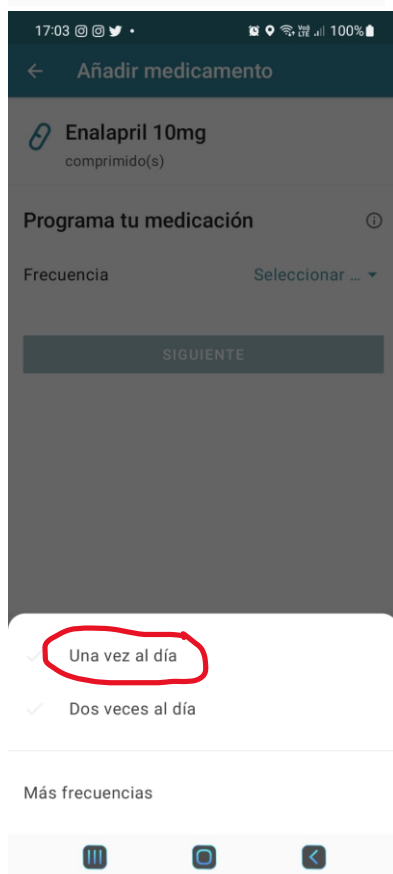 17:03 100%
Añadir medicamento
Enalapril 10mg
comprimido(s)
Programa tu medicación
Frecuencia Seleccionar ...
SIGUIENTE
Una vez al día
Dos veces al día
Más frecuencias